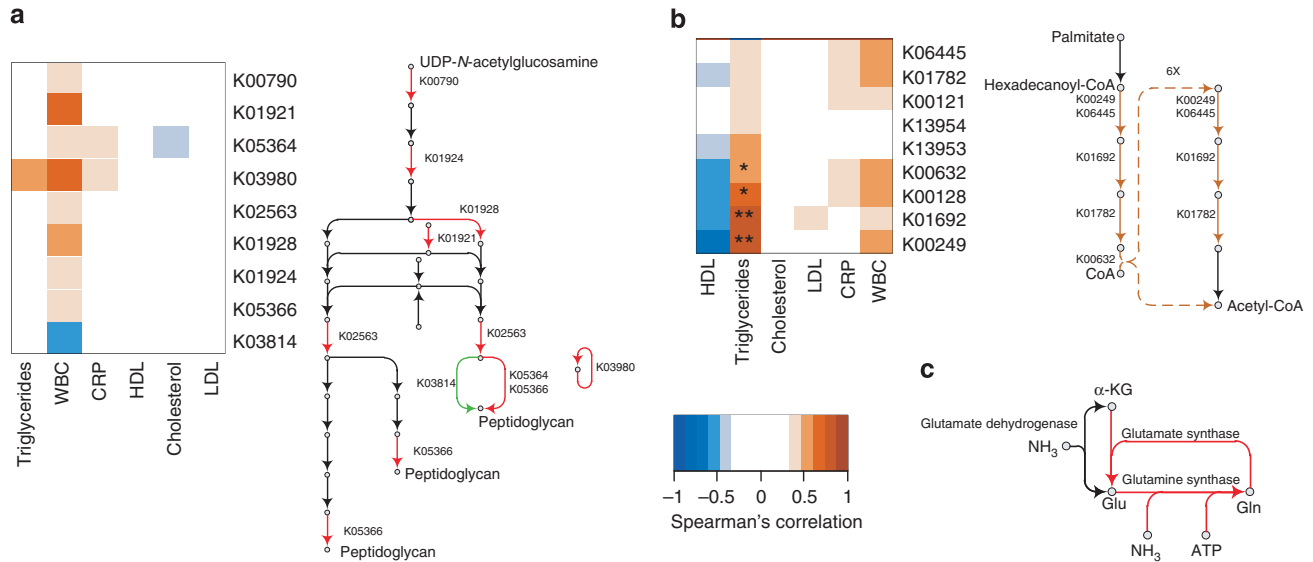 a
K00790
K01921
K05364
K03980
K02563
K01928
K01924
K05366
K03814
Triglycerides
WBC
CRP
HDL
Cholesterol
LDL
UDP-N-acetylglucosamine
K00790
K01924
K01928
K01921
K02563
K02563
K03814
K05364
K05366
K03980
Peptidoglycan
K05366
Peptidoglycan
K05366
Peptidoglycan
b
K06445
K01782
K00121
K13954
K13953
*
K00632
*
K00128
**
K01692
**
K00249
HDL
Triglycerides
Cholesterol
LDL
CRP
WBC
Palmitate
Hexadecanoyl-CoA
6X
K00249
K06445
K00249
K06445
K01692
K01692
K01782
K01782
K00632
CoA
Acetyl-CoA
−1
−0.5
0
0.5
1
Spearman's correlation
c
α-KG
Glutamate dehydrogenase
NH3
Glutamate synthase
Glutamine synthase
Glu
Gln
NH3
ATP